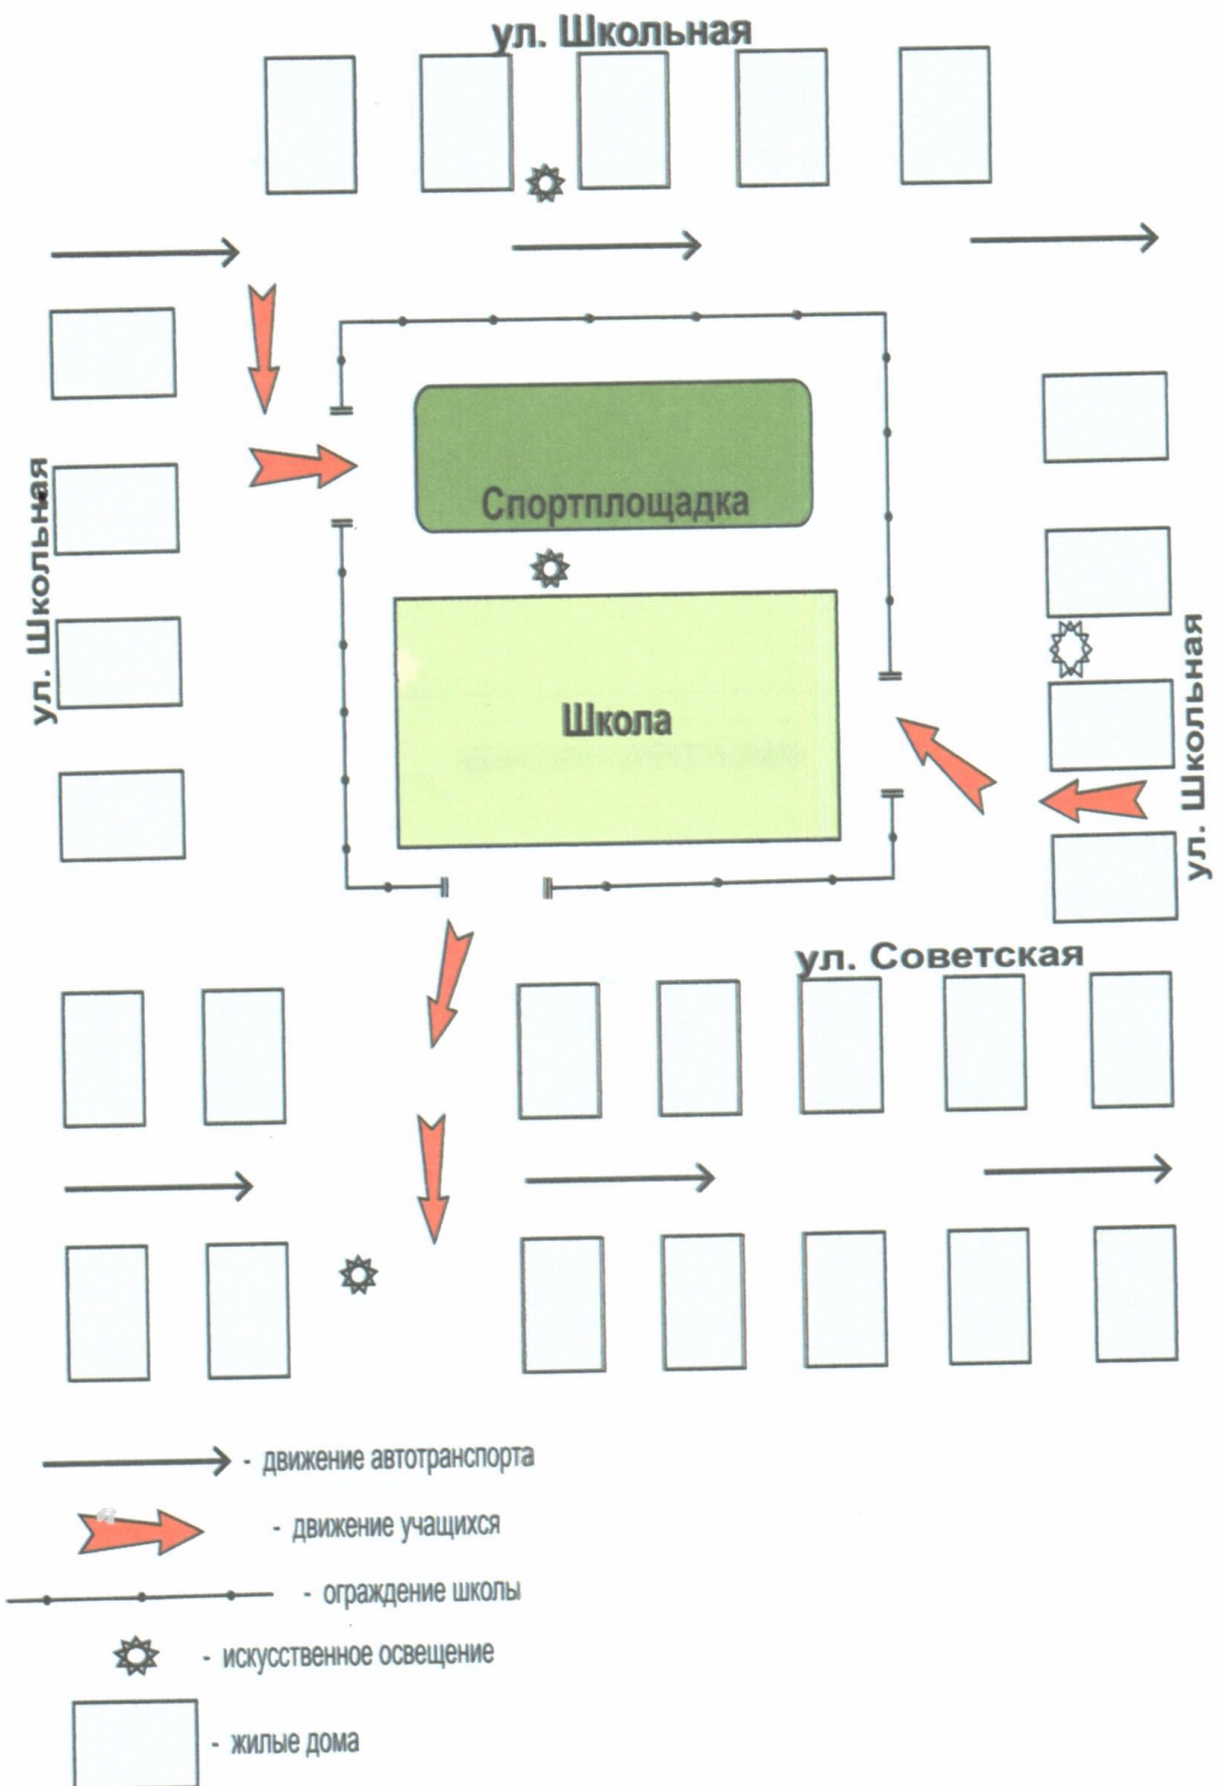 ул. Школьная
Спортплощадка
ул. Школьная
Школа
ул. Школьная
ул. Советская
- движение автотранспорта
- движение учащихся
- ограждение школы
- искусственное освещение
- жилые дома